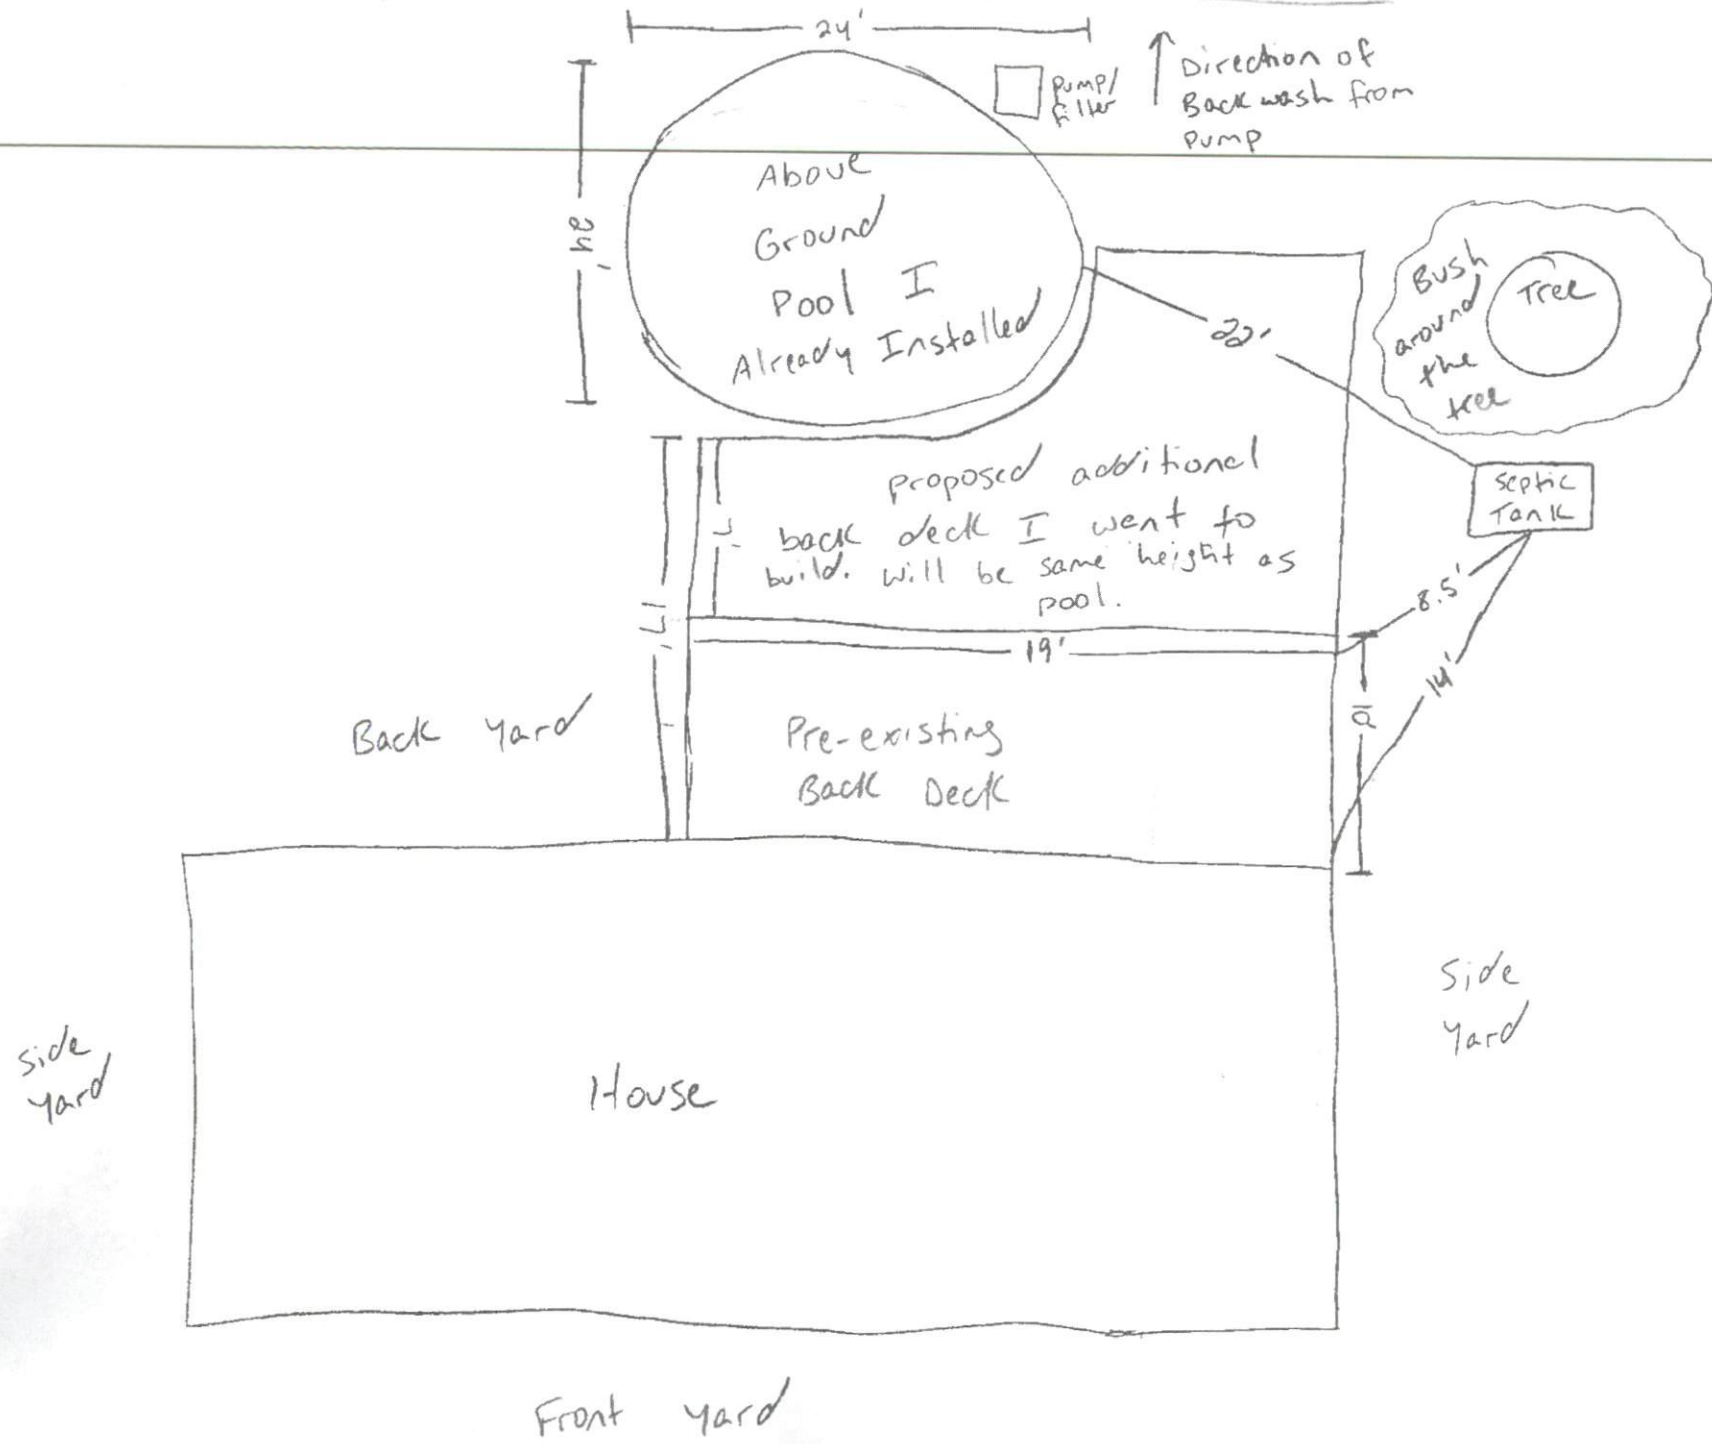 24'
Direction of
Back wash from
Pump
Pump/
filter
24'
Above
Ground
Pool I
Already Installed
Bush
around
the
tree
Tree
22'
Septic
Tank
proposed additional
back deck I want to
build. will be same height as
pool.
7'
17'
8.5'
19'
14'
Back Yard
Pre-existing
Back Deck
Side
Yard
Side
Yard
House
Front Yard